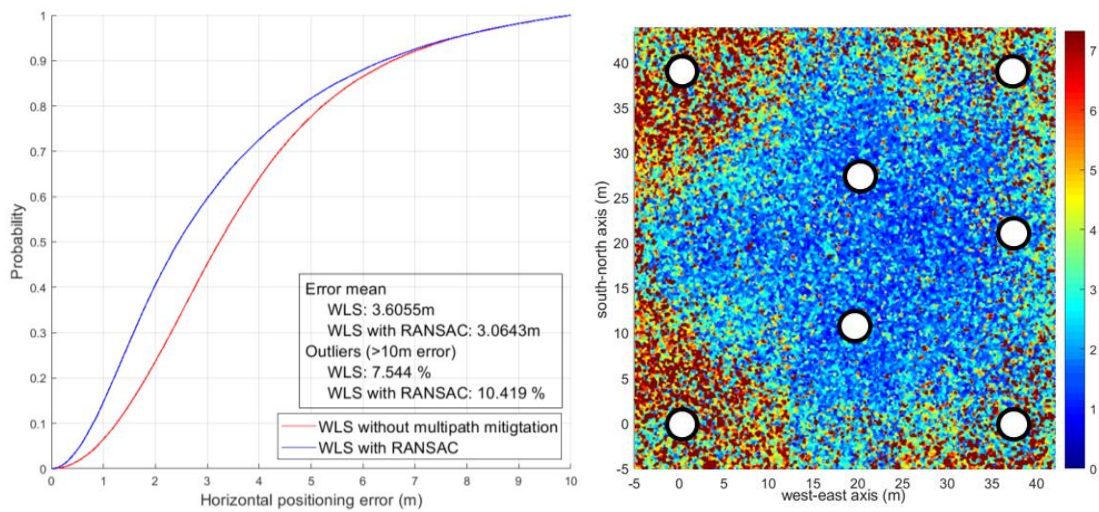 1
0.9
0.8
0.7
0.6
0.5
0.4
0.3
0.2
0.1
0
Probability
Error mean
WLS: 3.6055m
WLS with RANSAC: 3.0643m
Outliers (>10m error)
WLS: 7.544 %
WLS with RANSAC: 10.419 %
WLS without multipath mitigtation
WLS with RANSAC
0 1 2 3 4 5 6 7 8 9 10
Horizontal positioning error (m)
40
35
30
25
20
15
10
5
0
-5
south-north axis (m)
-5 0 5 10 15 20 25 30 35 40
west-east axis (m)
7
6
5
4
3
2
1
0